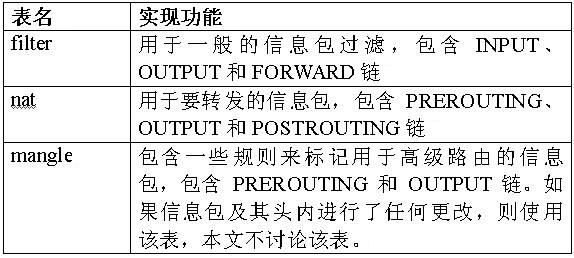 表名 实现功能
filter 用于一般的信息包过滤，包含 INPUT、
OUTPUT 和 FORWARD 链
nat 用于要转发的信息包，包含 PREROUTING、
OUTPUT 和 POSTROUTING 链
mangle 包含一些规则来标记用于高级路由的信息
包，包含 PREROUTING 和 OUTPUT 链。如
果信息包及其头内进行了任何更改，则使用
该表，本文不讨论该表。